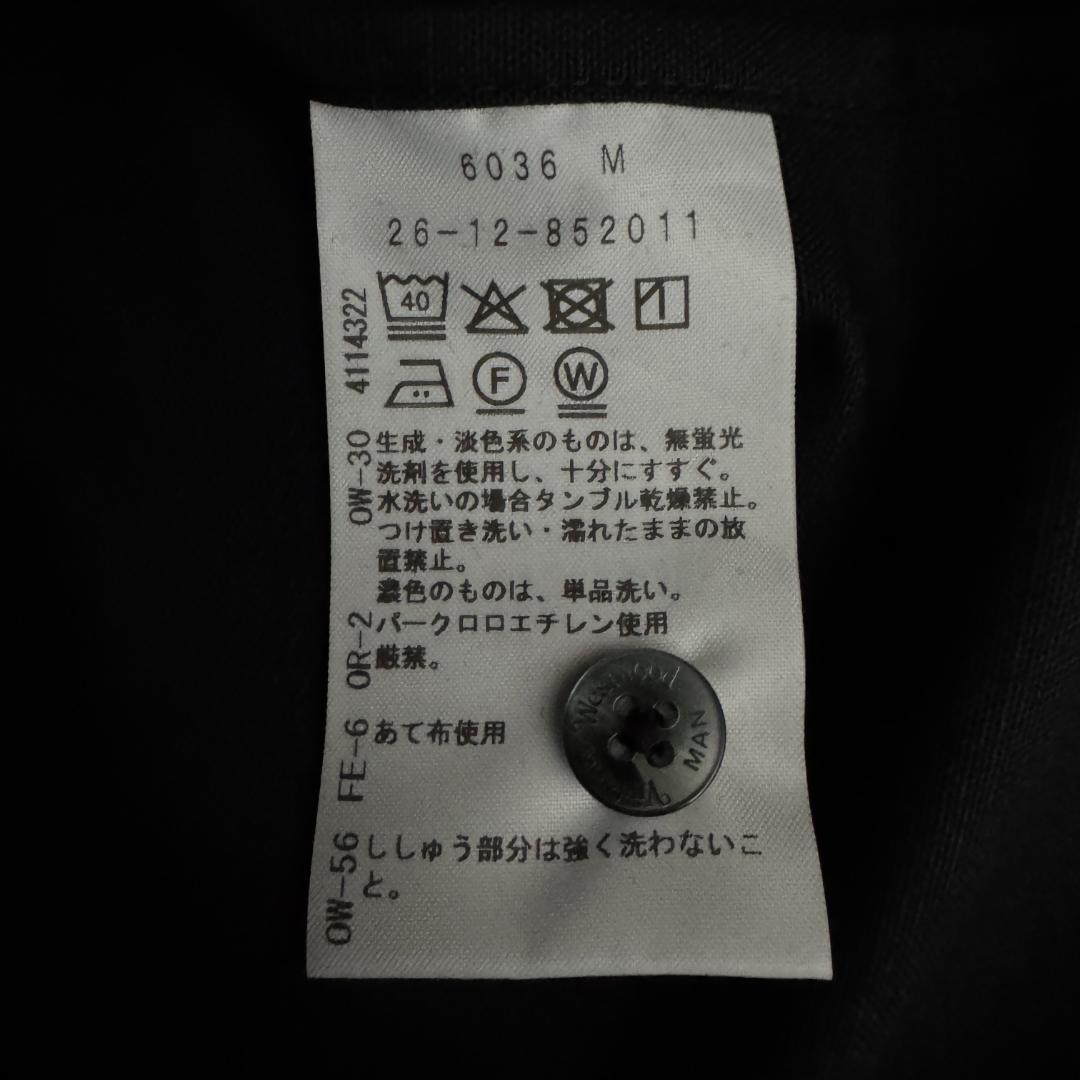 6036 M
26-12-852011
40
F W
生成・淡色系のものは、無蛍光
洗剤を使用し、十分にすすぐ。
水洗いの場合タンブル乾燥禁止。
つけ置き洗い・濡れたままの放
置禁止。
濃色のものは、単品洗い。
パークロロエチレン使用
厳禁。
あて布使用
ししゅう部分は強く洗わないこ
と。
OW-56 FE-6 OR-2 OW-30 4114322
Westwood
MAN